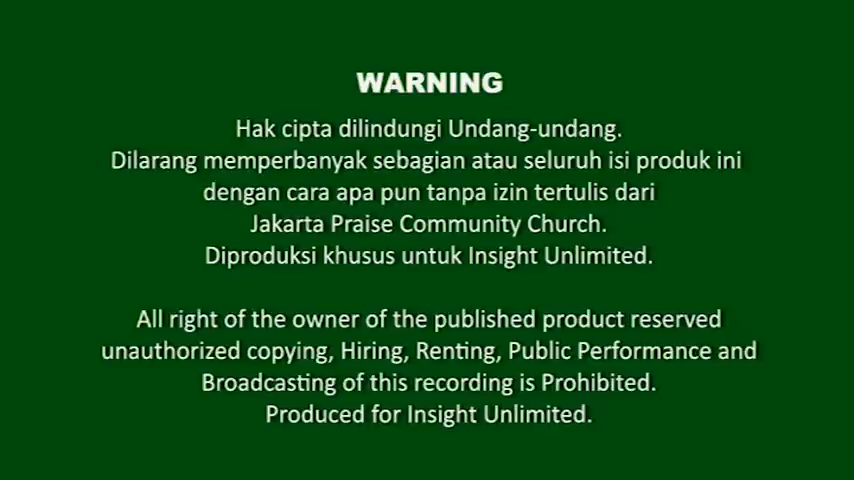 WARNING
Hak cipta dilindungi Undang-undang.
Dilarang memperbanyak sebagian atau seluruh isi produk ini
dengan cara apa pun tanpa izin tertulis dari
Jakarta Praise Community Church.
Diproduksi khusus untuk Insight Unlimited.
All right of the owner of the published product reserved
unauthorized copying, Hiring, Renting, Public Performance and
Broadcasting of this recording is Prohibited.
Produced for Insight Unlimited.